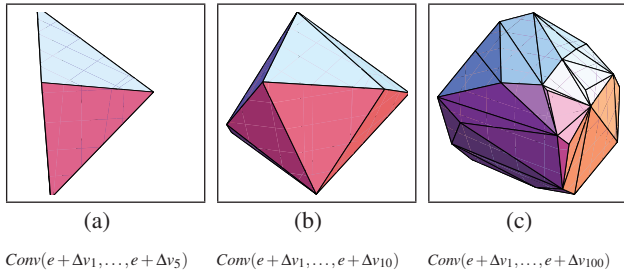 (a) (b) (c)
Conv(e+Δv₁,...,e+Δv₅) Conv(e+Δv₁,...,e+Δv₁₀) Conv(e+Δv₁,...,e+Δv₁₀₀)